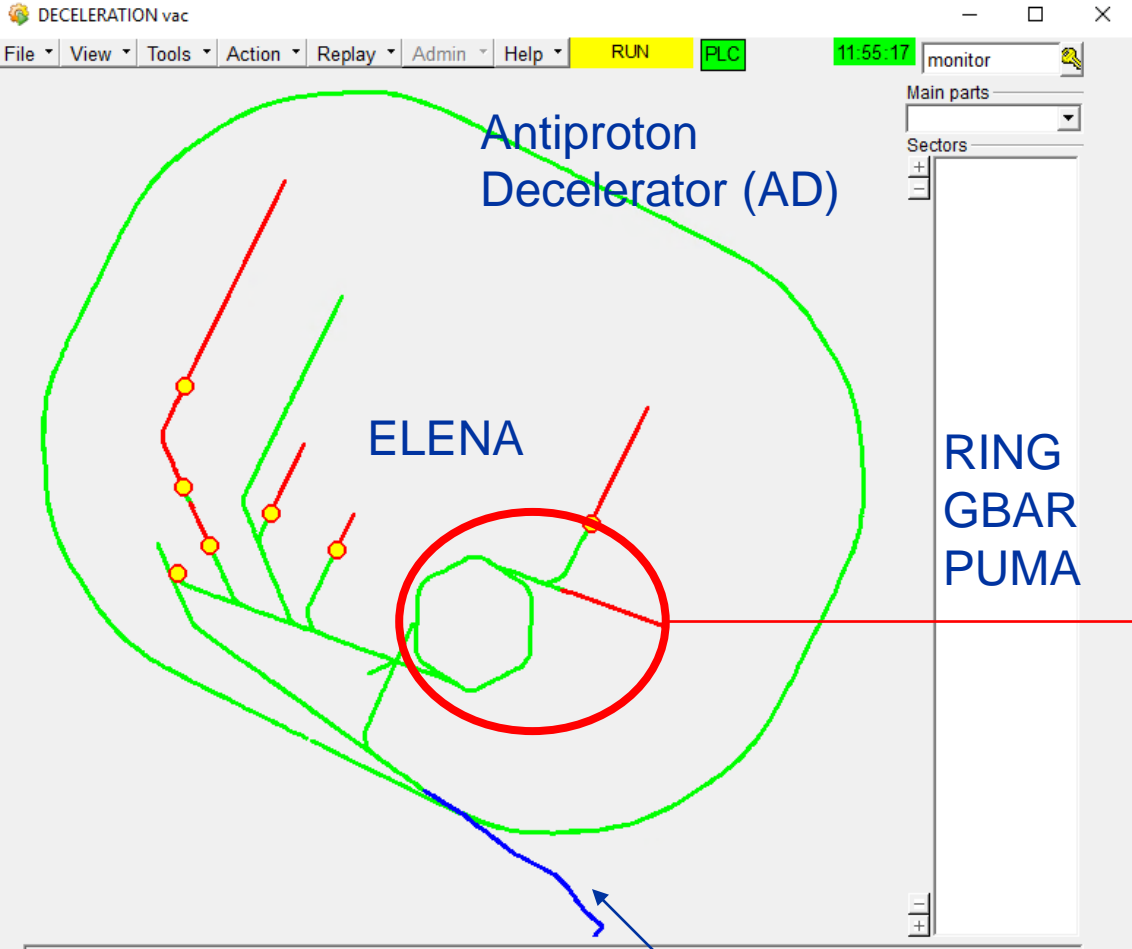 DECELERATION vac
File View Tools Action Replay Admin Help RUN PLC 11:55:17 monitor
Main parts
Sectors
Antiproton
Decelerator (AD)
ELENA
RING
GBAR
PUMA